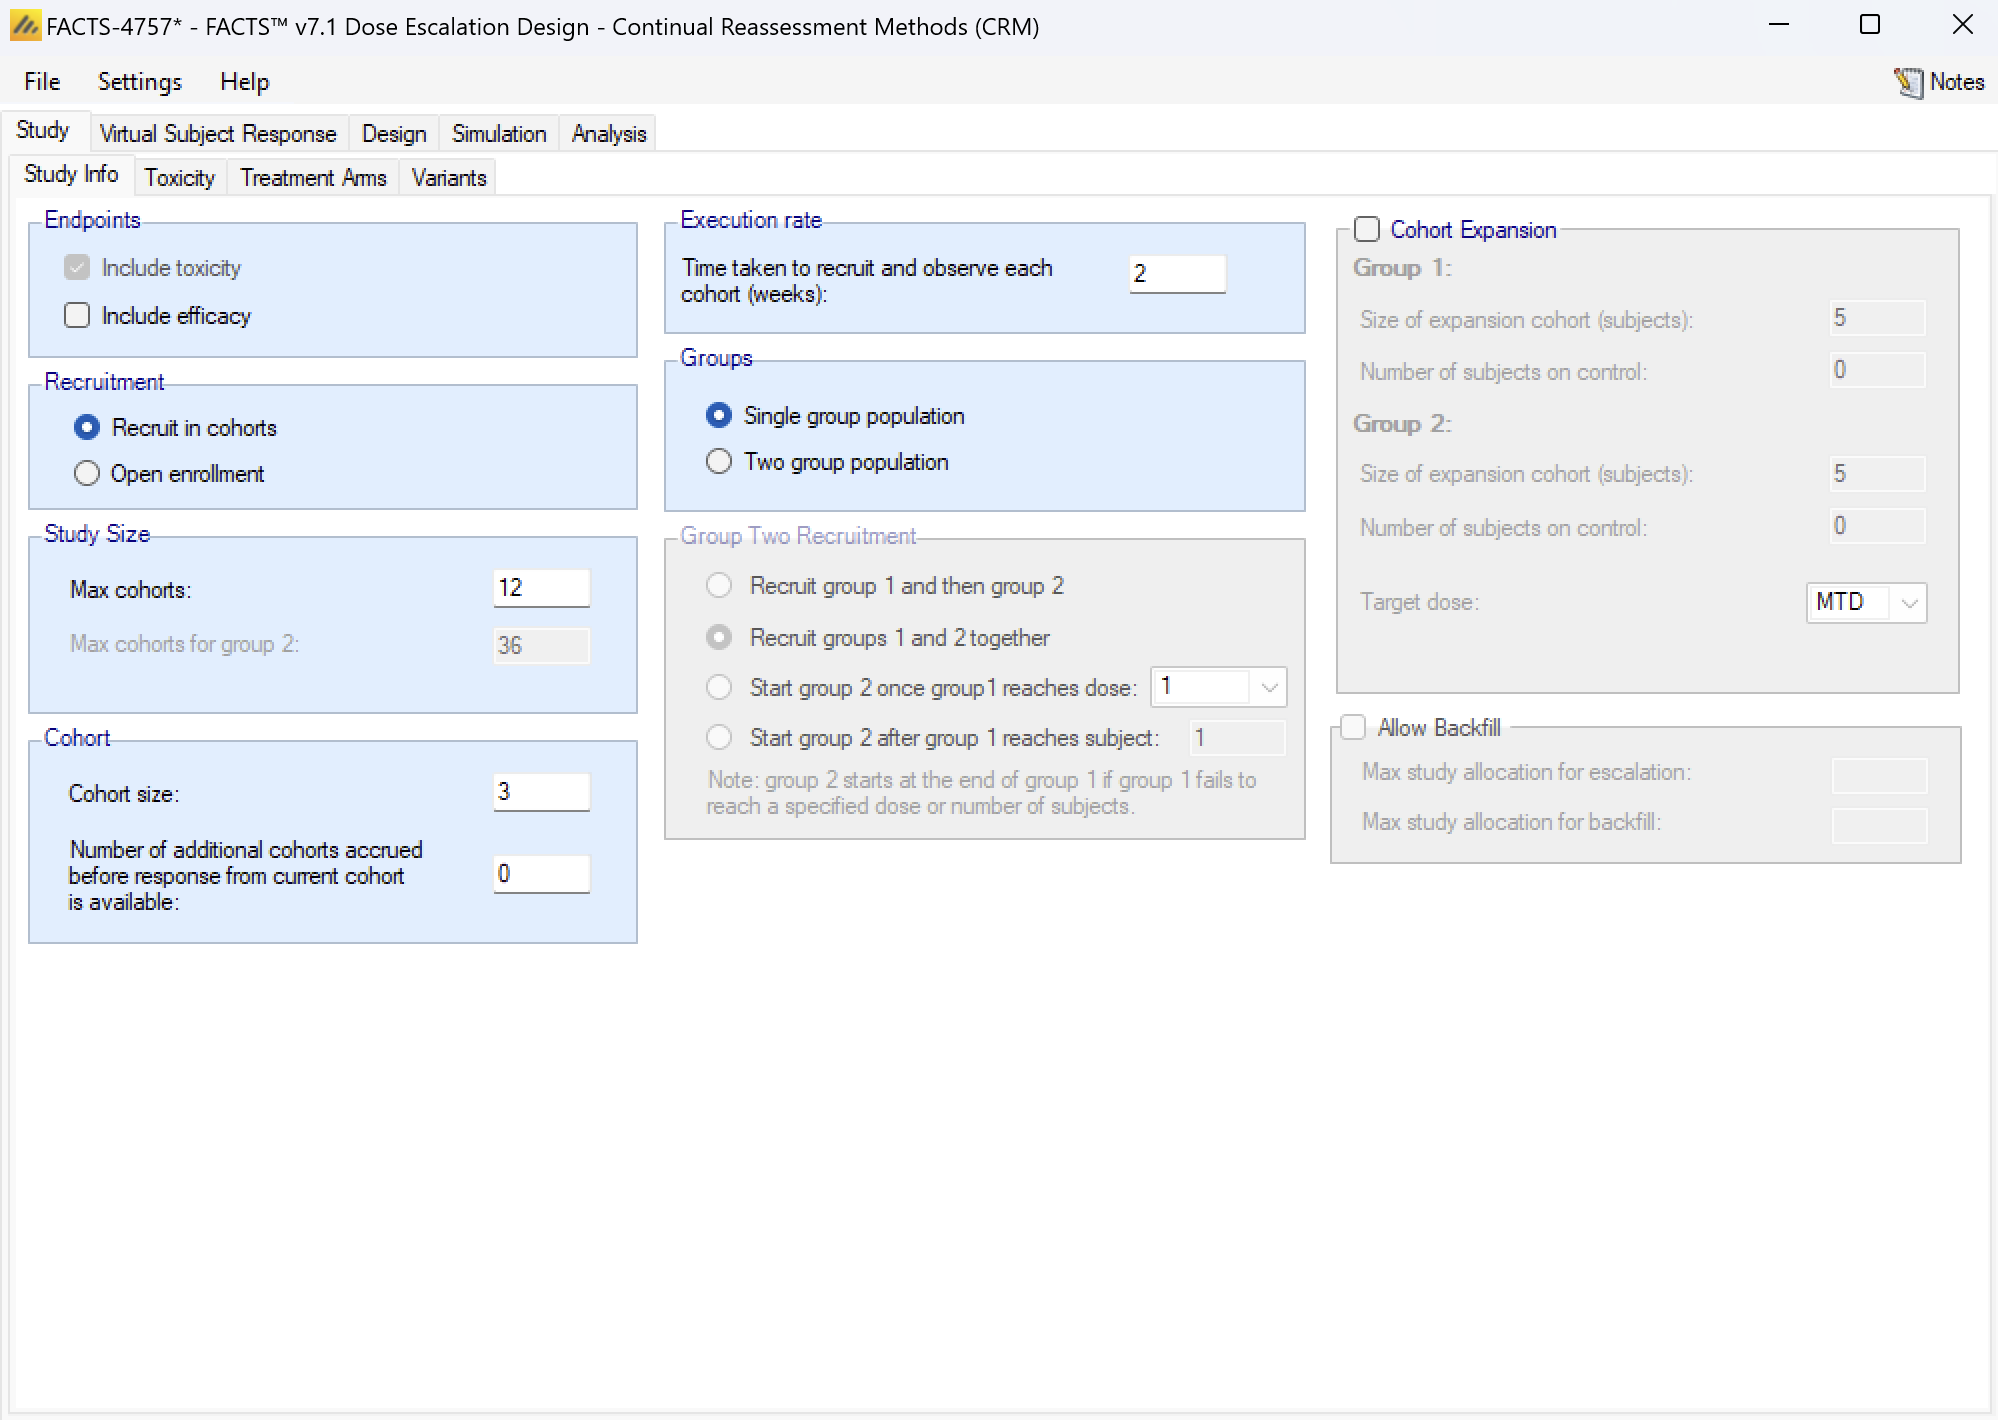 FACTS-4757* - FACTS™ v7.1 Dose Escalation Design - Continual Reassessment Methods (CRM)
File Settings Help Notes
Study Virtual Subject Response Design Simulation Analysis
Study Info Toxicity Treatment Arms Variants
Endpoints
Include toxicity
Include efficacy
Recruitment
Recruit in cohorts
Open enrollment
Study Size
Max cohorts: 12
Max cohorts for group 2: 36
Cohort
Cohort size: 3
Number of additional cohorts accrued
before response from current cohort
is available: 0
Execution rate
Time taken to recruit and observe each
cohort (weeks): 2
Groups
Single group population
Two group population
Group Two Recruitment
Recruit group 1 and then group 2
Recruit groups 1 and 2 together
Start group 2 once group1 reaches dose: 1
Start group 2 after group 1 reaches subject: 1
Note: group 2 starts at the end of group 1 if group 1 fails to
reach a specified dose or number of subjects.
Cohort Expansion
Group 1:
Size of expansion cohort (subjects): 5
Number of subjects on control: 0
Group 2:
Size of expansion cohort (subjects): 5
Number of subjects on control: 0
Target dose: MTD
Allow Backfill
Max study allocation for escalation:
Max study allocation for backfill: